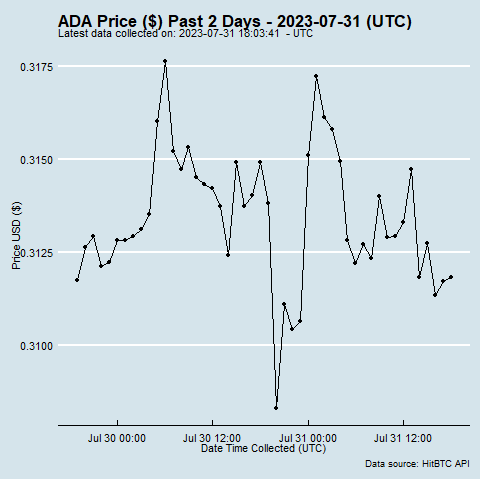 ADA Price ($) Past 2 Days - 2023-07-31 (UTC)
Latest data collected on: 2023-07-31 18:03:41  - UTC
Price USD ($)
0.3175
0.3150
0.3125
0.3100
Jul 30 00:00
Jul 30 12:00
Jul 31 00:00
Jul 31 12:00
Date Time Collected (UTC)
Data source: HitBTC API